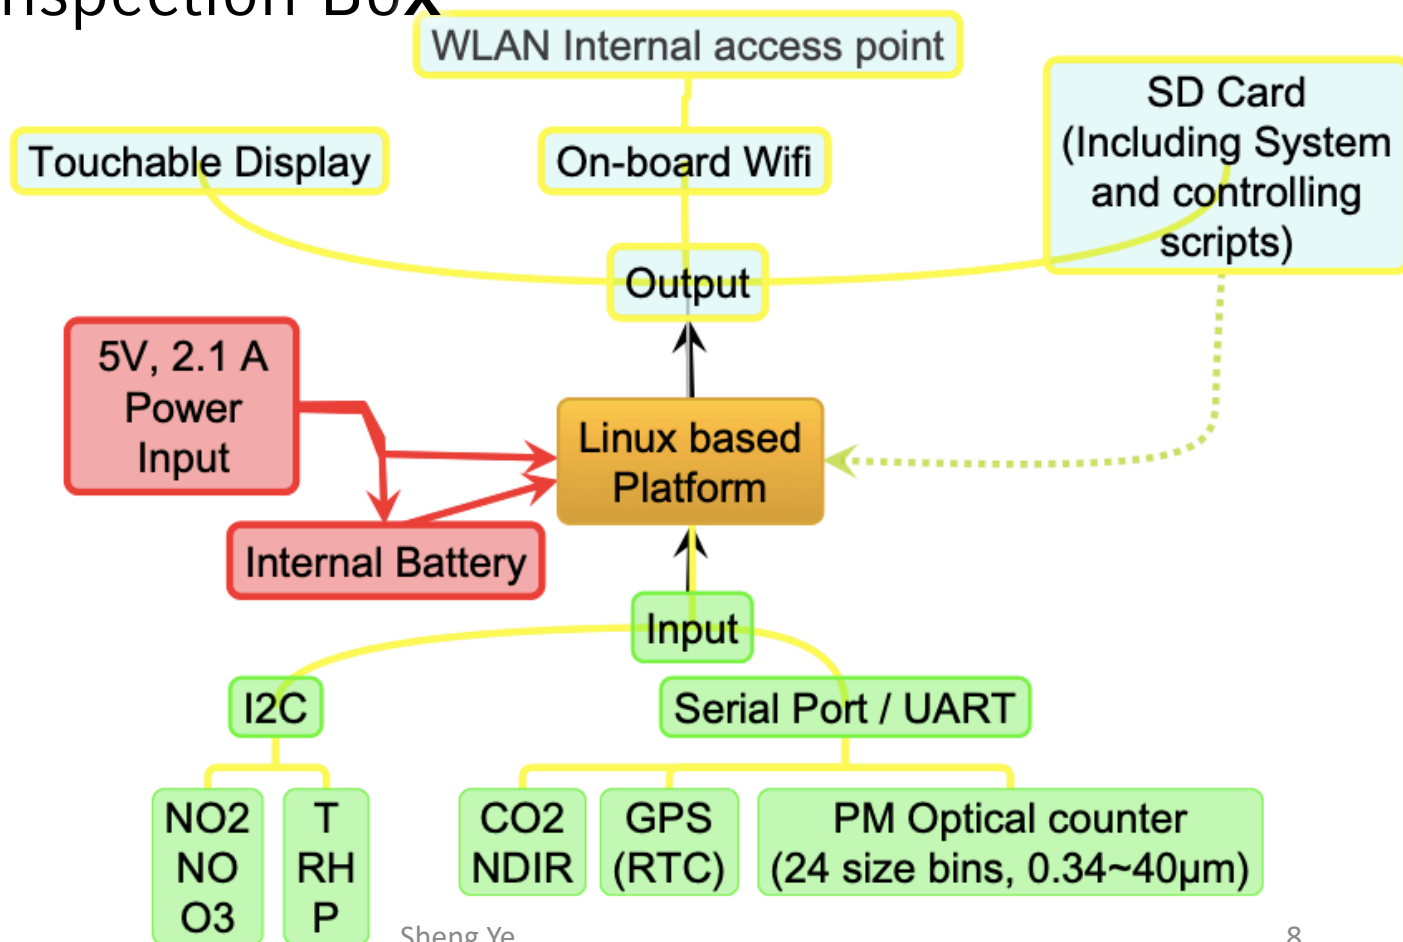 nspection Box
WLAN Internal access point
Touchable Display
On-board Wifi
SD Card
(Including System
and controlling
scripts)
Output
5V, 2.1 A
Power
Input
Linux based
Platform
Internal Battery
Input
I2C
Serial Port / UART
NO2
NO
O3
T
RH
P
CO2
NDIR
GPS
(RTC)
PM Optical counter
(24 size bins, 0.34~40µm)
Sheng Ye
8